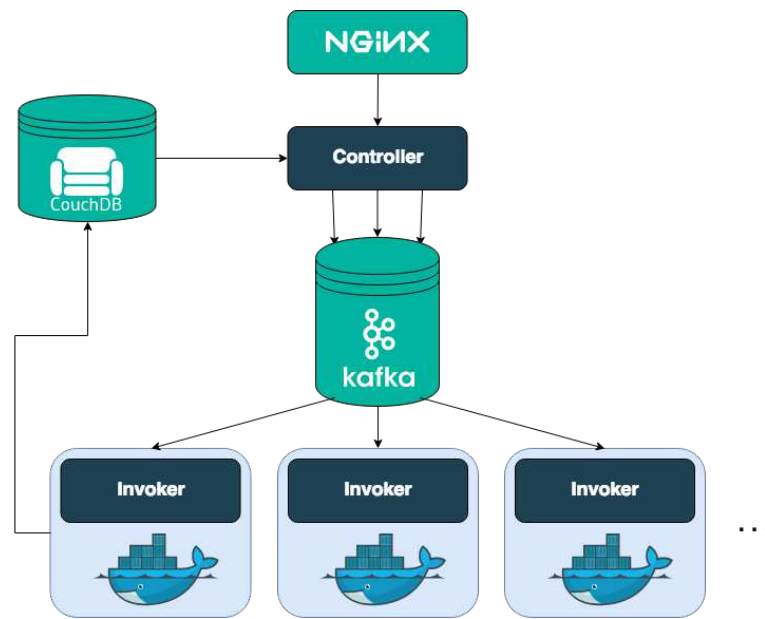 NGINX
Controller
CouchDB
kafka
Invoker
Invoker
Invoker
..